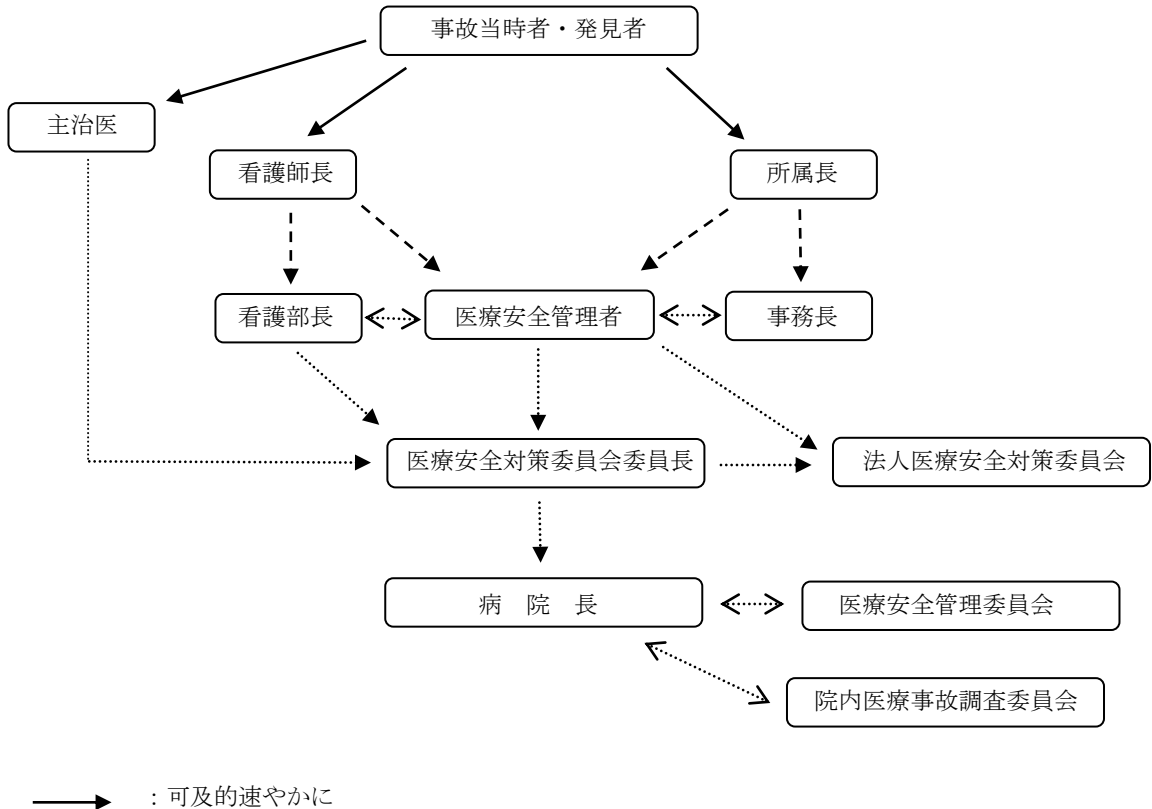 事故当時者・発見者
主治医
看護師長
所属長
看護部長
医療安全管理者
事務長
医療安全対策委員会委員長
法人医療安全対策委員会
病　院　長
医療安全管理委員会
院内医療事故調査委員会
：可及的速やかに